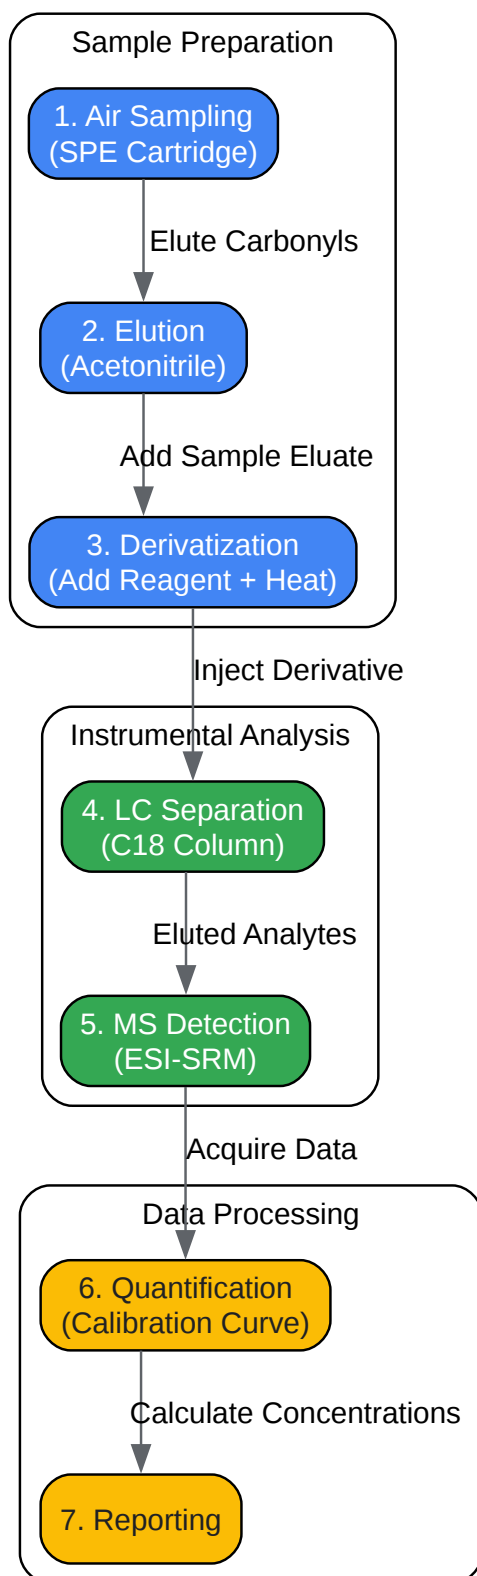 Sample Preparation
1. Air Sampling
(SPE Cartridge)
Elute Carbonyls
2. Elution
(Acetonitrile)
Add Sample Eluate
3. Derivatization
(Add Reagent + Heat)
Inject Derivative
Instrumental Analysis
4. LC Separation
(C18 Column)
Eluted Analytes
5. MS Detection
(ESI-SRM)
Acquire Data
Data Processing
6. Quantification
(Calibration Curve)
Calculate Concentrations
7. Reporting